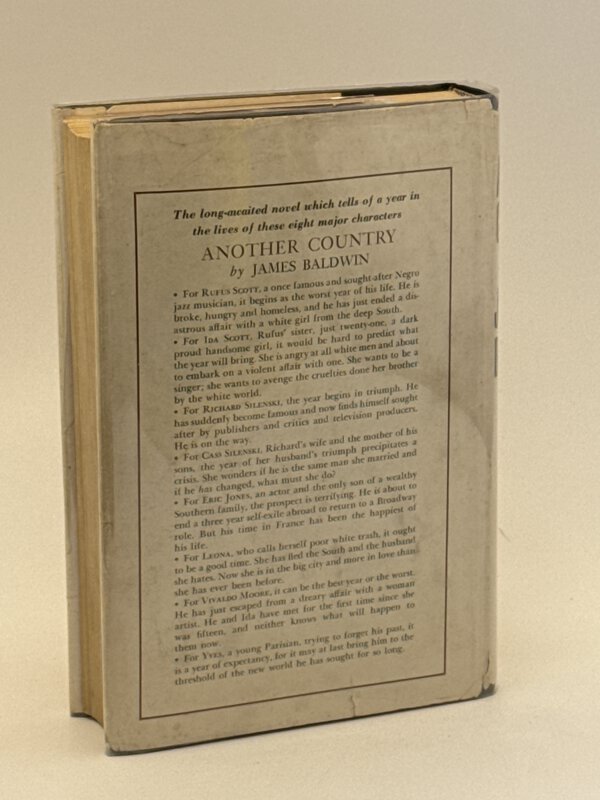 The long-awaited novel which tells of a year in
the lives of these eight major characters
ANOTHER COUNTRY
by JAMES BALDWIN
• For RUFUS SCOTT, a once famous and sought-after Negro
jazz musician, it begins as the worst year of his life. He is
broke, hungry and homeless, and he has just ended a dis-
astrous affair with a white girl from the deep South.
• For IDA SCOTT, Rufus' sister, just twenty-one, a dark
proud handsome girl, it would be hard to predict what
the year will bring. She is angry at all white men and about
to embark on a violent affair with one. She wants to be a
singer; she wants to avenge the cruelties done her brother
by the white world.
• For RICHARD SILENSKI, the year begins in triumph. He
has suddenly become famous and now finds himself sought
after by publishers and critics and television producers.
He is on the way.
• For CASS SILENSKI, Richard's wife and the mother of his
sons, the year of her husband's triumph precipitates a
crisis. She wonders if he is the same man she married and
if he has changed, what must she do?
• For ERIC JONES, an actor and the only son of a wealthy
Southern family, the prospect is terrifying. He is about to
end a three year self-exile abroad to return to a Broadway
role. But his time in France has been the happiest of
his life.
• For LEONA, who calls herself poor white trash, it ought
to be a good time. She has fled the South and the husband
she hates. Now she is in the big city and more in love than
she has ever been before.
• For VIVALDO MOORE, it can be the best year or the worst.
He has just escaped from a dreary affair with a woman
artist. He and Ida have met for the first time since she
was fifteen, and neither knows what will happen to
them now.
• For YVES, a young Parisian, trying to forget his past, it
is a year of expectancy, for it may at last bring him to the
threshold of the new world he has sought for so long.